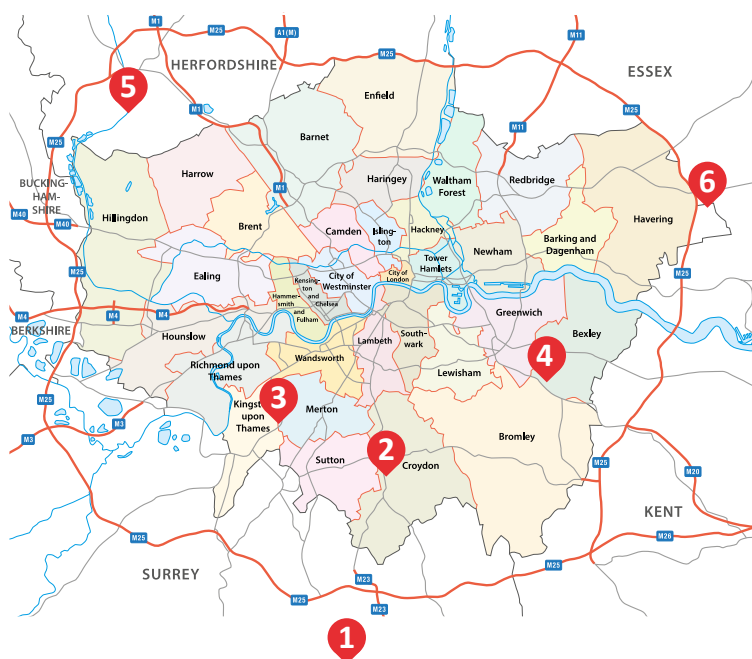 M1
M25
A1(M)
M11
HERFORDSHIRE
M25
ESSEX
5
Enfield
M25
M1
Barnet
M25
M11
6
BUCKING-
HAM-
SHIRE
Harrow
Haringey
Waltham
Forest
Redbridge
M1
M40
M40
Hillingdon
Brent
Camden
Isling-
ton
Hackney
Havering
Barking and
Dagenham
Newham
Tower
Hamlets
M25
Ealing
City of
Westminster
City of
London
M25
Kensing-
ton
and
Chelsea
Hammer-
smith
and
Fulham
M4
M4
M4
Greenwich
BERKSHIRE
Hounslow
Lambeth
South-
wark
Bexley
Richmond upon
Thames
Wandsworth
4
Lewisham
M25
3
Kingst
upon
Thames
Merton
M3
M3
Bromley
2
Sutton
Croydon
M25
M20
KENT
M25
M26
SURREY
M25
M23
M25
M23
1